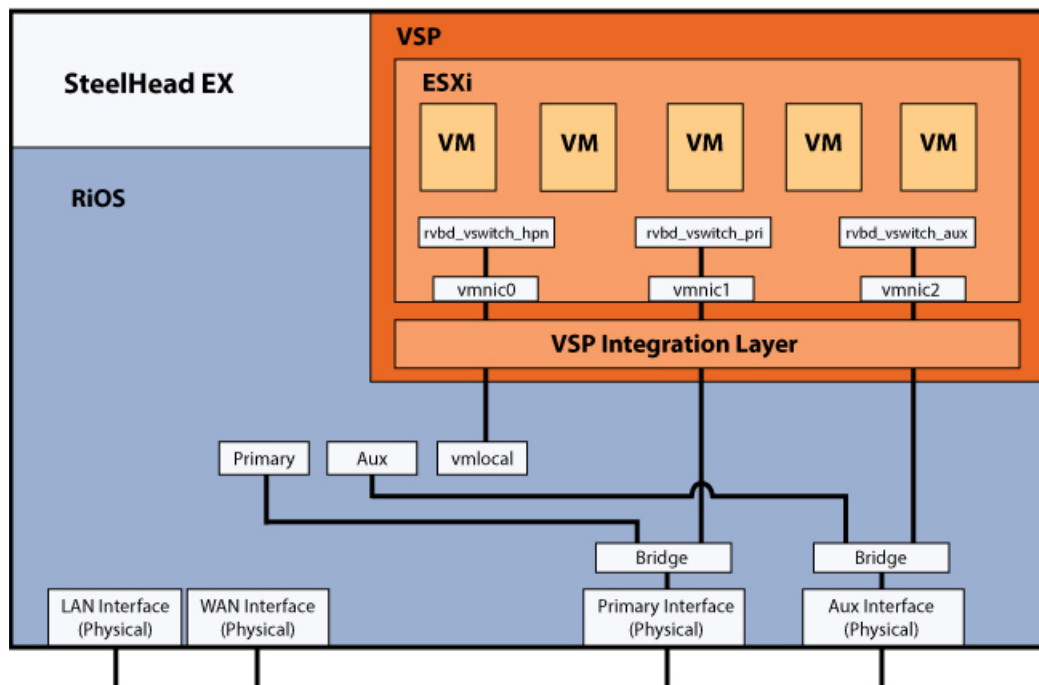 VSP
SteelHead EX
ESXi
VM
VM
VM
VM
VM
RiOS
rvbd_vswitch_hpn
rvbd_vswitch_pri
rvbd_vswitch_aux
vmnic0
vmnic1
vmnic2
VSP Integration Layer
Primary
Aux
vmlocal
Bridge
Bridge
LAN Interface
(Physical)
WAN Interface
(Physical)
Primary Interface
(Physical)
Aux Interface
(Physical)